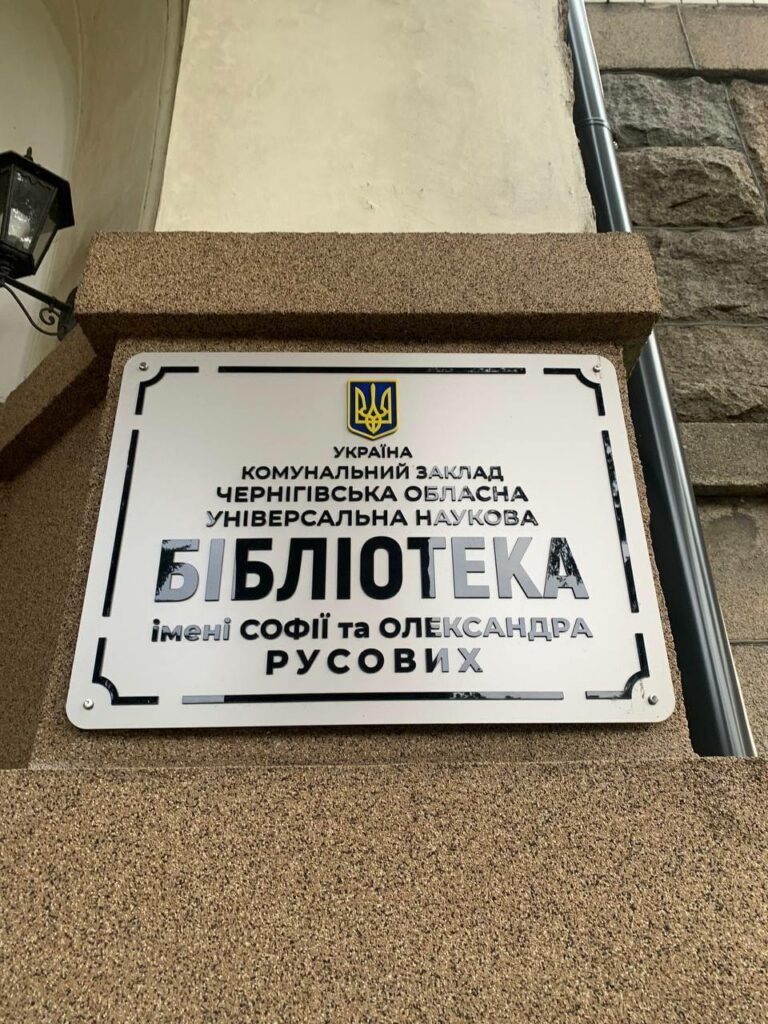 УКРАЇНА
КОМУНАЛЬНИЙ ЗАКЛАД
ЧЕРНІГІВСЬКА ОБЛАСНА
УНІВЕРСАЛЬНА НАУКОВА
БІБЛІОТЕКА
імені СОФІЇ та ОЛЕКСАНДРА
РУСОВИХ